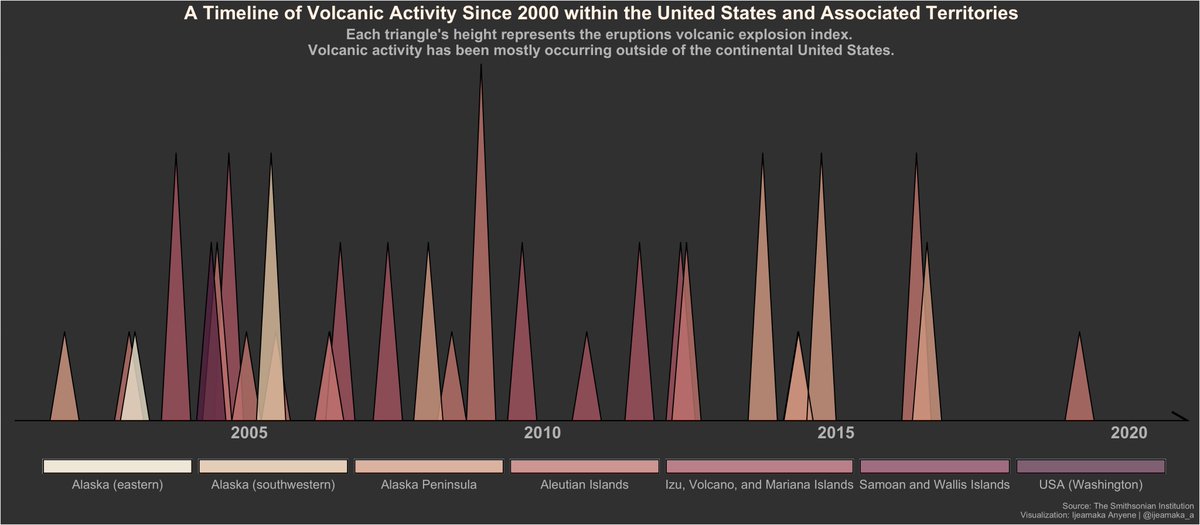 A Timeline of Volcanic Activity Since 2000 within the United States and Associated Territories
Each triangle's height represents the eruptions volcanic explosion index.
Volcanic activity has been mostly occurring outside of the continental United States.
2005 2010 2015 2020
Alaska (eastern) Alaska (southwestern) Alaska Peninsula Aleutian Islands Izu, Volcano, and Mariana Islands Samoan and Wallis Islands USA (Washington)
Source: The Smithsonian Institution
Visualization: Ijeamaka Anyene | @ijeamaka_a